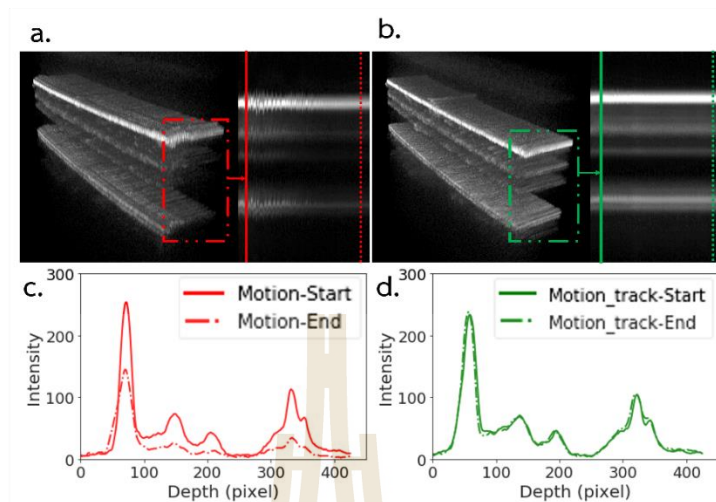 a.
b.
c.
300
200
100
0
Intensity
Motion-Start
Motion-End
0 100 200 300 400
Depth (pixel)
d.
300
200
100
0
Intensity
Motion_track-Start
Motion_track-End
0 100 200 300 400
Depth (pixel)